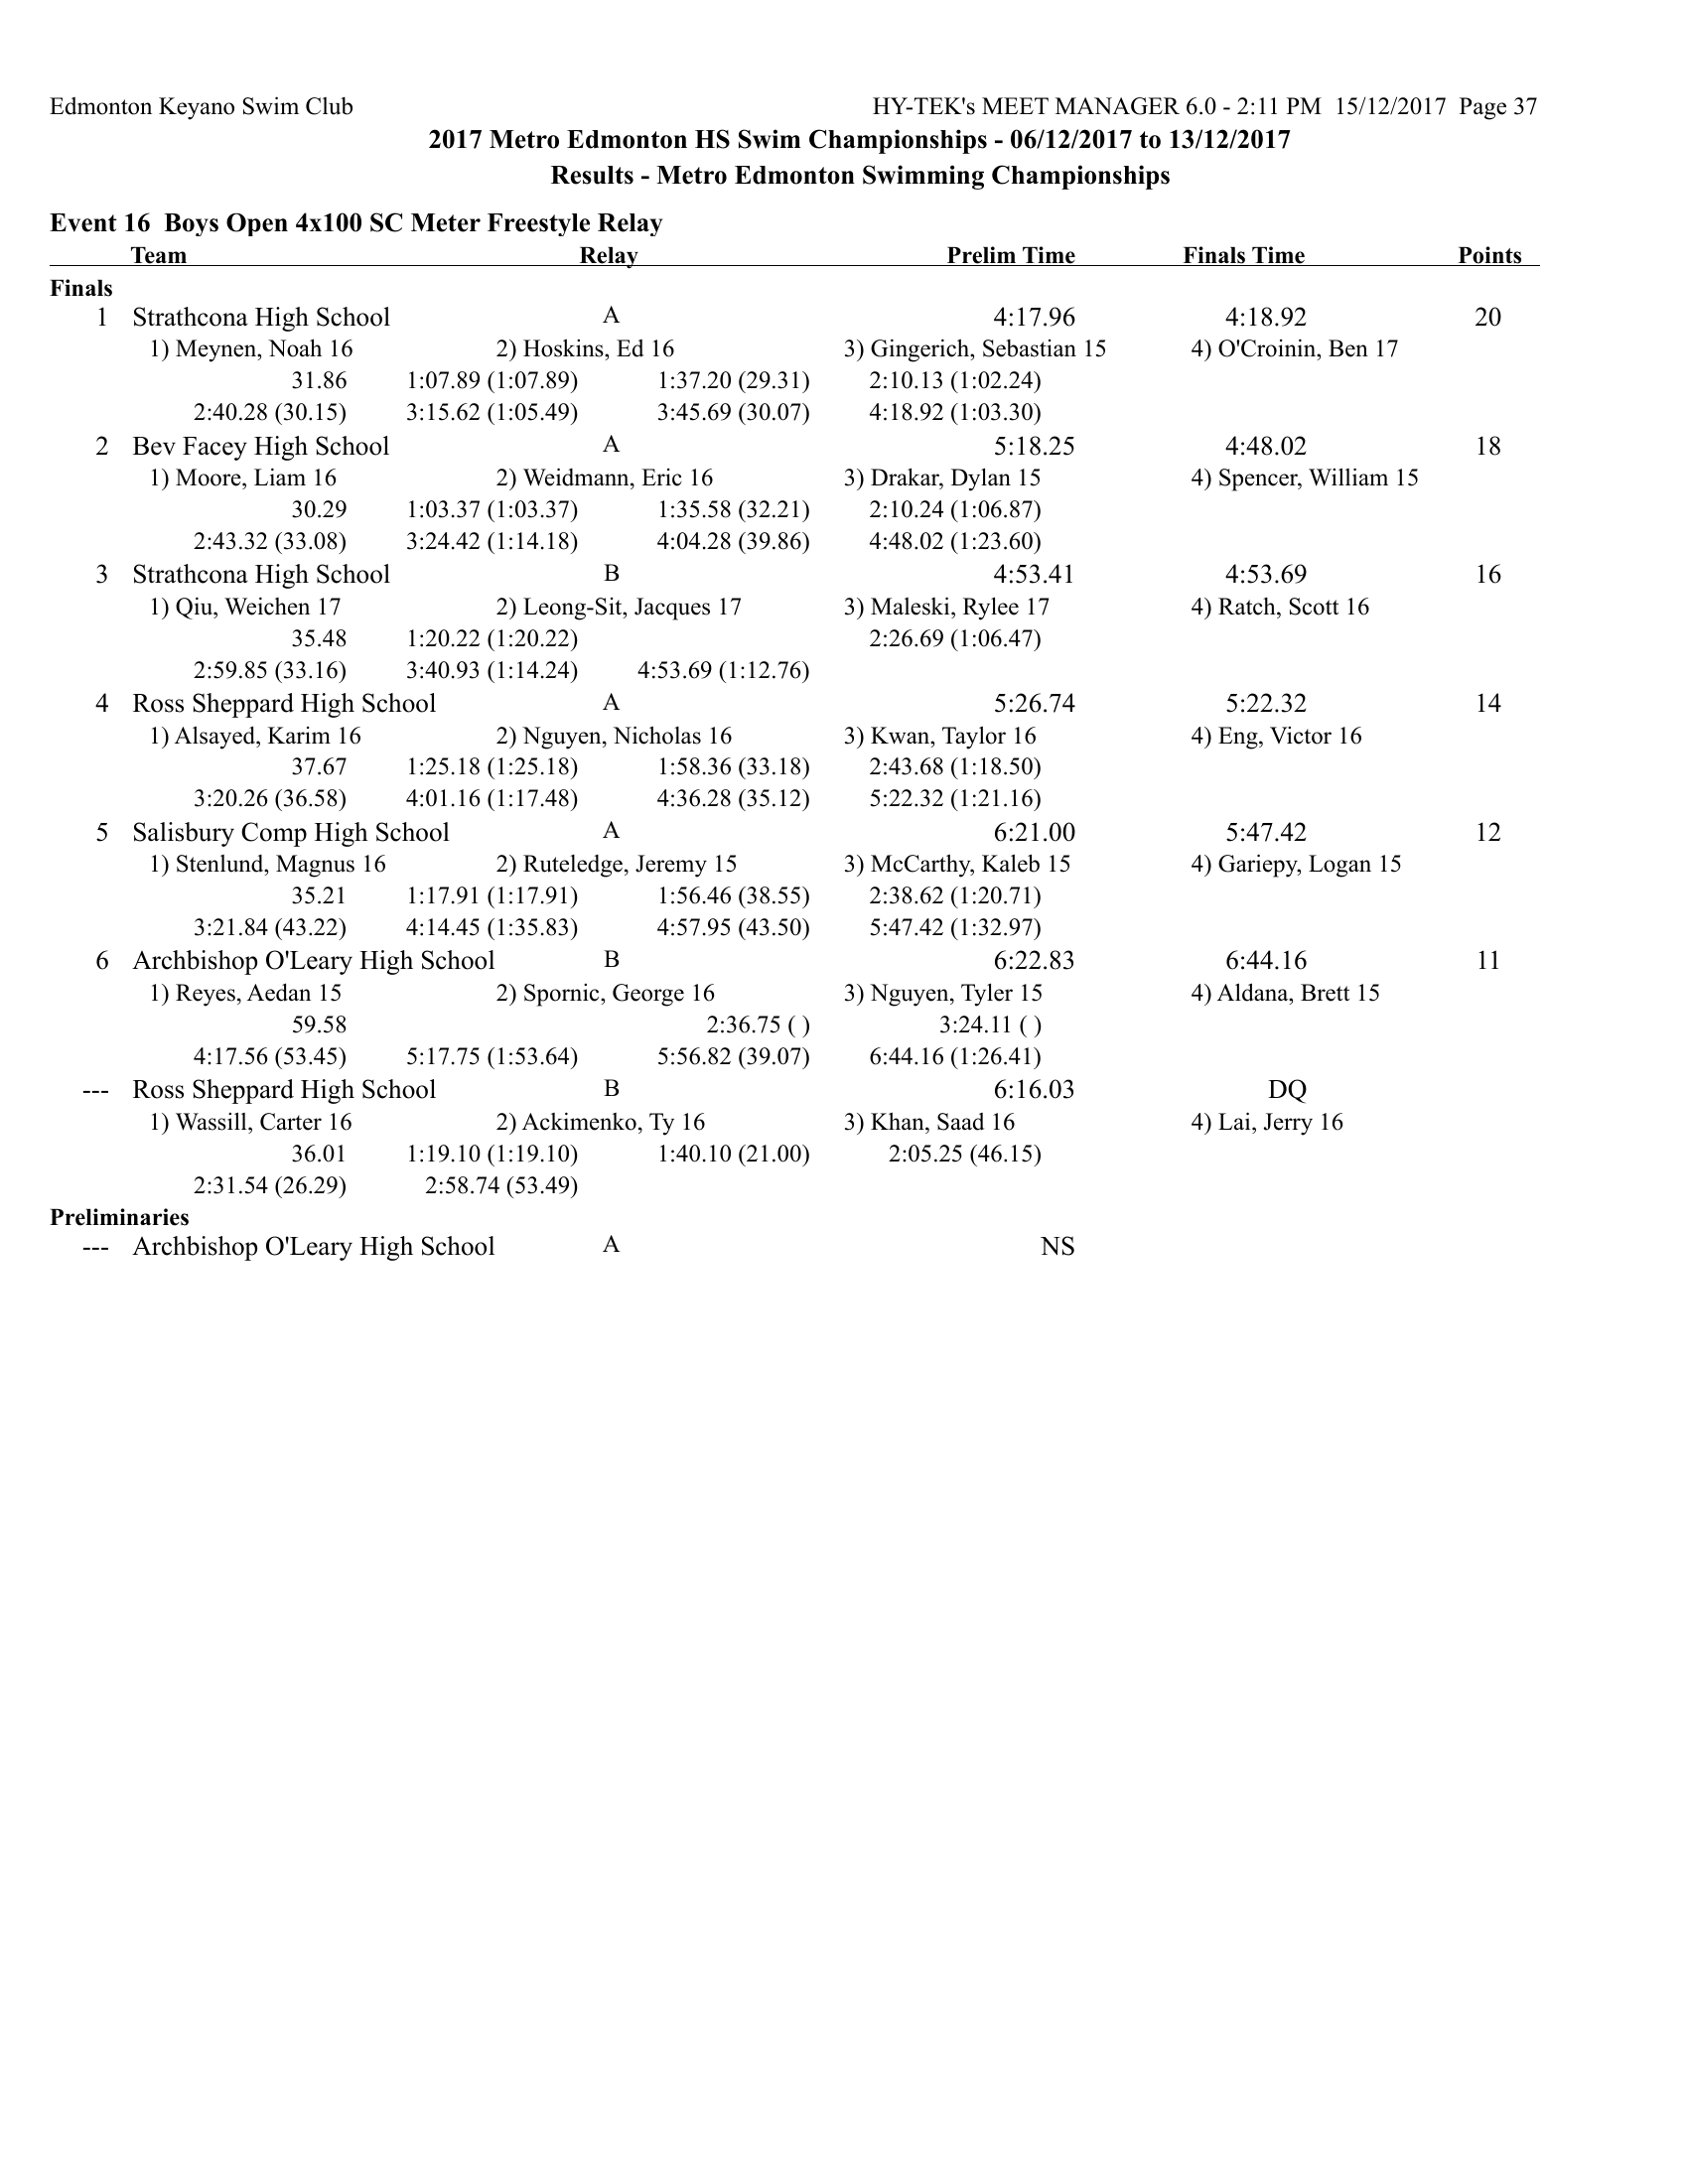 Edmonton Keyano Swim Club HY-TEK's MEET MANAGER 6.0 - 2:11 PM 15/12/2017 Page 37
2017 Metro Edmonton HS Swim Championships - 06/12/2017 to 13/12/2017
Results - Metro Edmonton Swimming Championships
Event 16 Boys Open 4x100 SC Meter Freestyle Relay
Team Relay Prelim Time Finals Time Points
Finals
1 Strathcona High School A 4:17.96 4:18.92 20
1) Meynen, Noah 16 2) Hoskins, Ed 16 3) Gingerich, Sebastian 15 4) O'Croinin, Ben 17
31.86 1:07.89 (1:07.89) 1:37.20 (29.31) 2:10.13 (1:02.24)
2:40.28 (30.15) 3:15.62 (1:05.49) 3:45.69 (30.07) 4:18.92 (1:03.30)
2 Bev Facey High School A 5:18.25 4:48.02 18
1) Moore, Liam 16 2) Weidmann, Eric 16 3) Drakar, Dylan 15 4) Spencer, William 15
30.29 1:03.37 (1:03.37) 1:35.58 (32.21) 2:10.24 (1:06.87)
2:43.32 (33.08) 3:24.42 (1:14.18) 4:04.28 (39.86) 4:48.02 (1:23.60)
3 Strathcona High School B 4:53.41 4:53.69 16
1) Qiu, Weichen 17 2) Leong-Sit, Jacques 17 3) Maleski, Rylee 17 4) Ratch, Scott 16
35.48 1:20.22 (1:20.22) 2:26.69 (1:06.47)
2:59.85 (33.16) 3:40.93 (1:14.24) 4:53.69 (1:12.76)
4 Ross Sheppard High School A 5:26.74 5:22.32 14
1) Alsayed, Karim 16 2) Nguyen, Nicholas 16 3) Kwan, Taylor 16 4) Eng, Victor 16
37.67 1:25.18 (1:25.18) 1:58.36 (33.18) 2:43.68 (1:18.50)
3:20.26 (36.58) 4:01.16 (1:17.48) 4:36.28 (35.12) 5:22.32 (1:21.16)
5 Salisbury Comp High School A 6:21.00 5:47.42 12
1) Stenlund, Magnus 16 2) Ruteledge, Jeremy 15 3) McCarthy, Kaleb 15 4) Gariepy, Logan 15
35.21 1:17.91 (1:17.91) 1:56.46 (38.55) 2:38.62 (1:20.71)
3:21.84 (43.22) 4:14.45 (1:35.83) 4:57.95 (43.50) 5:47.42 (1:32.97)
6 Archbishop O'Leary High School B 6:22.83 6:44.16 11
1) Reyes, Aedan 15 2) Spornic, George 16 3) Nguyen, Tyler 15 4) Aldana, Brett 15
59.58 2:36.75 ( ) 3:24.11 ( )
4:17.56 (53.45) 5:17.75 (1:53.64) 5:56.82 (39.07) 6:44.16 (1:26.41)
--- Ross Sheppard High School B 6:16.03 DQ
1) Wassill, Carter 16 2) Ackimenko, Ty 16 3) Khan, Saad 16 4) Lai, Jerry 16
36.01 1:19.10 (1:19.10) 1:40.10 (21.00) 2:05.25 (46.15)
2:31.54 (26.29) 2:58.74 (53.49)
Preliminaries
--- Archbishop O'Leary High School A NS